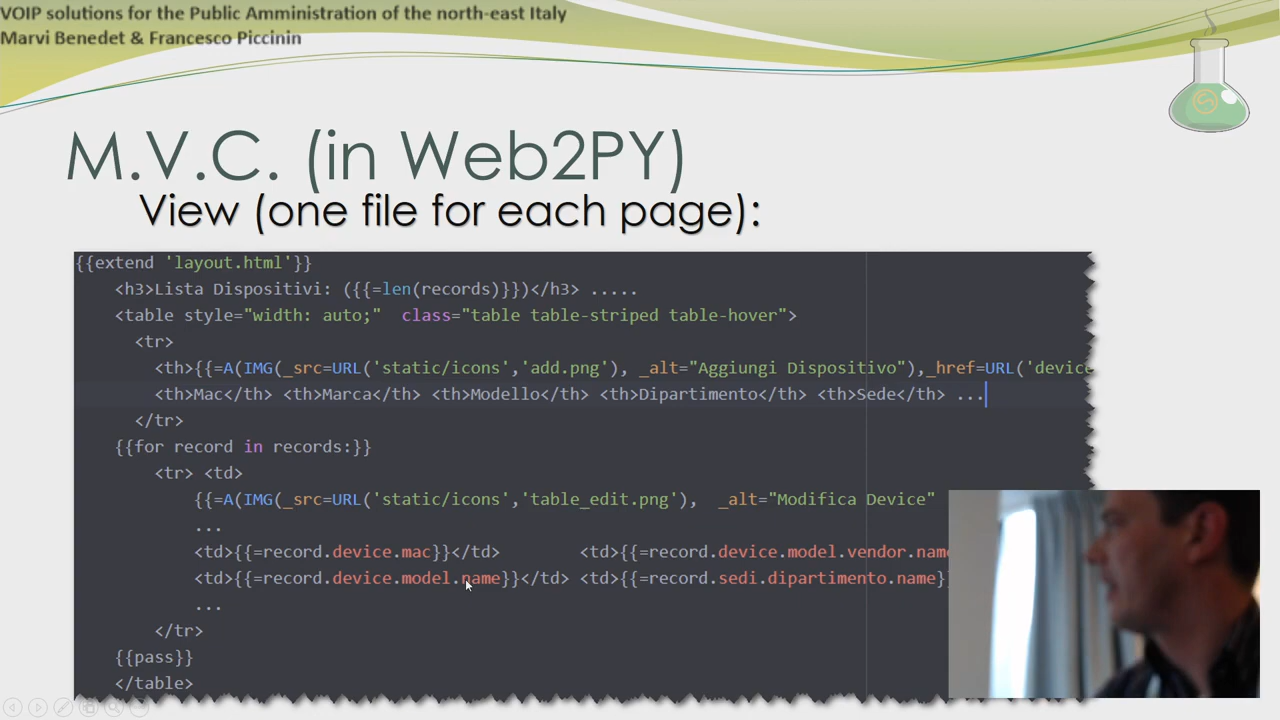 VOIP solutions for the Public Amministration of the north-east Italy
Marvi Benedet & Francesco Piccinin
M.V.C. (in Web2PY)
View (one file for each page):
{{extend 'layout.html'}}
<h3>Lista Dispositivi: ({{=len(records)}})</h3> .....
<table style="width: auto;" class="table table-striped table-hover">
<tr>
<th>{{=A(IMG(_src=URL('static/icons','add.png'), _alt="Aggiungi Dispositivo"),_href=URL('device
<th>Mac</th> <th>Marca</th> <th>Modello</th> <th>Dipartimento</th> <th>Sede</th> ...
</tr>
{{for record in records:}}
<tr> <td>
{{=A(IMG(_src=URL('static/icons','table_edit.png'), _alt="Modifica Device"
...
<td>{{=record.device.mac}}</td> <td>{{=record.device.model.vendor.name
<td>{{=record.device.model.name}}</td> <td>{{=record.sedi.dipartimento.name}
...
</tr>
{{pass}}
</table>